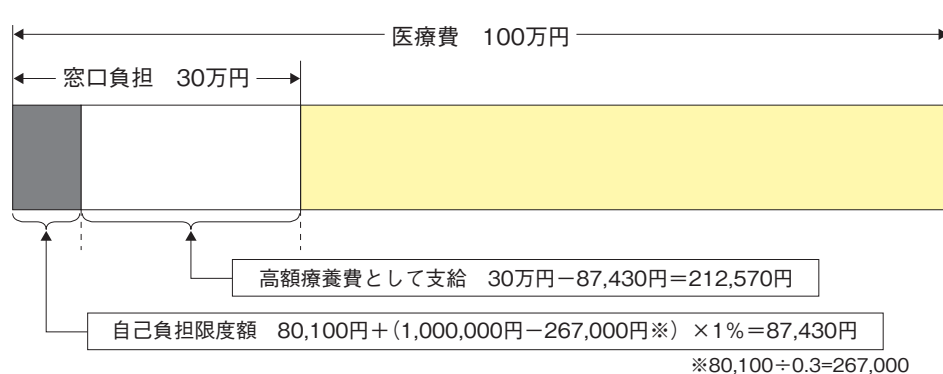 医療費　100万円
窓口負担　30万円
高額療養費として支給　30万円－87,430円＝212,570円
自己負担限度額　80,100円＋（1,000,000円－267,000円※）×1％＝87,430円
※80,100÷0.3=267,000